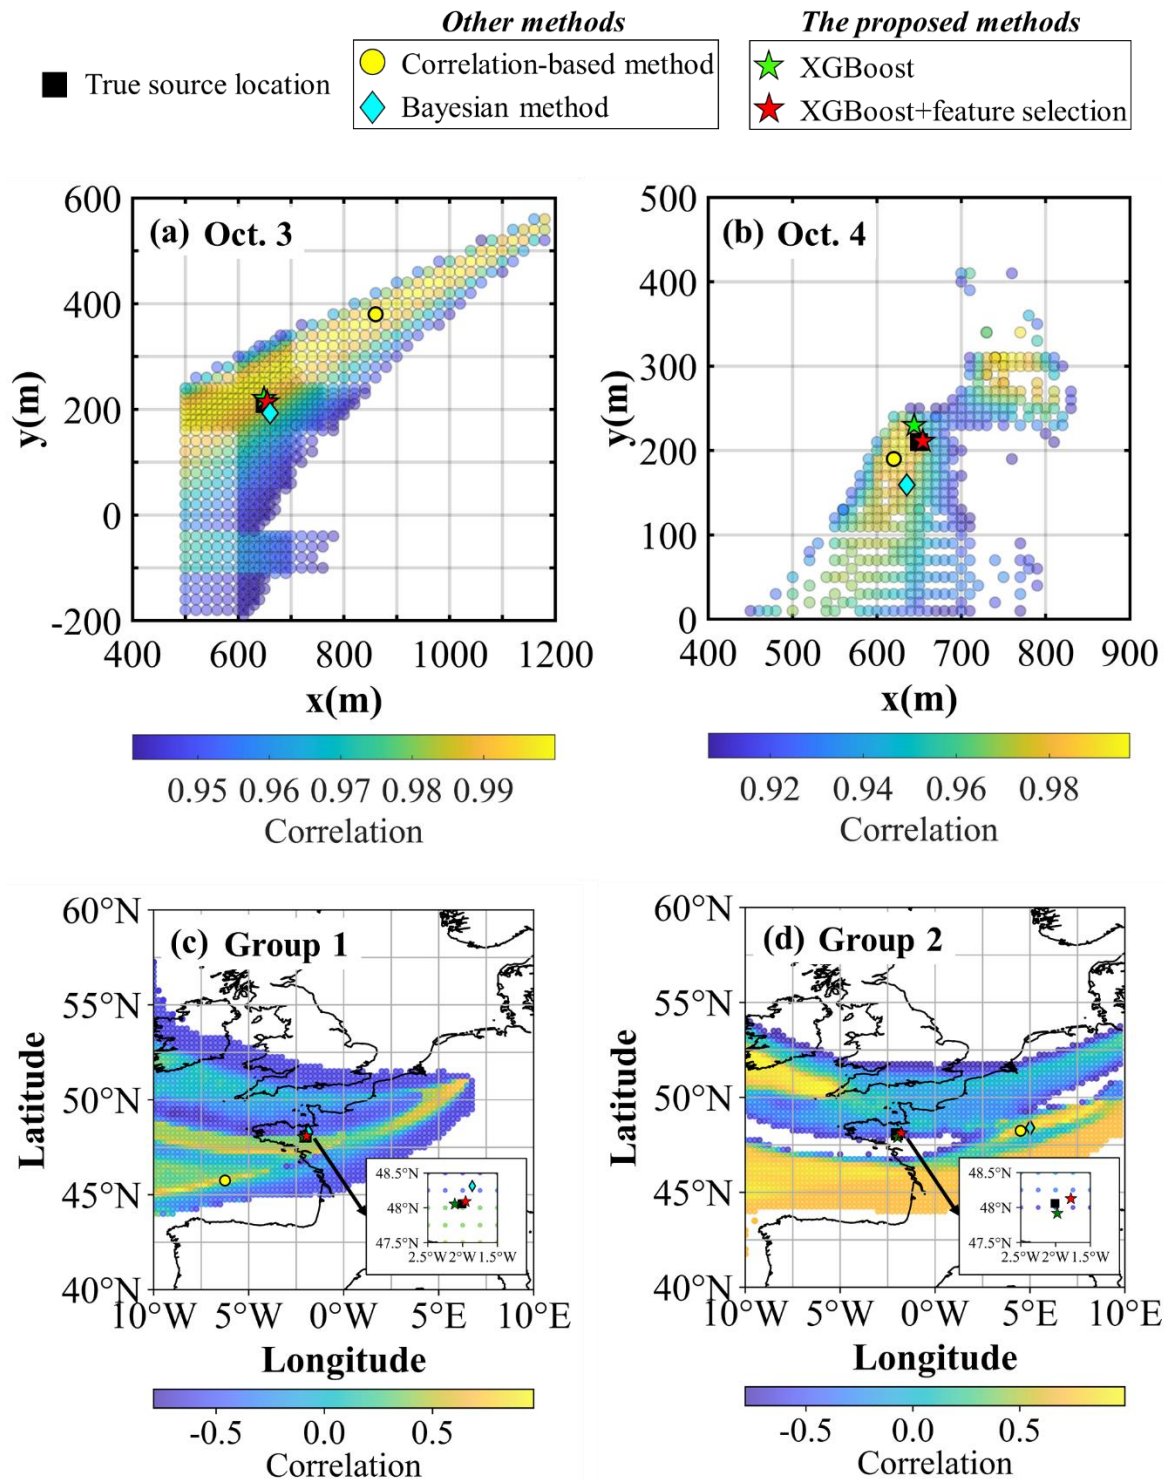 Other methods
The proposed methods
True source location
Correlation-based method
Bayesian method
XGBoost
XGBoost+feature selection
(a) Oct. 3
600
400
200
0
-200
y(m)
400 600 800 1000 1200
x(m)
0.95 0.96 0.97 0.98 0.99
Correlation
(b) Oct. 4
500
400
300
200
100
0
y(m)
400 500 600 700 800 900
x(m)
0.92 0.94 0.96 0.98
Correlation
(c) Group 1
60°N
55°N
50°N
45°N
40°N
Latitude
10°W 5°W 0°W 5°E 10°E
Longitude
48.5°N
48°N
47.5°N
2.5°W 2°W 1.5°W
-0.5 0.0 0.5
Correlation
(d) Group 2
60°N
55°N
50°N
45°N
40°N
Latitude
10°W 5°W 0°W 5°E 10°E
Longitude
48.5°N
48°N
47.5°N
2.5°W 2°W 1.5°W
-0.5 0.0 0.5
Correlation